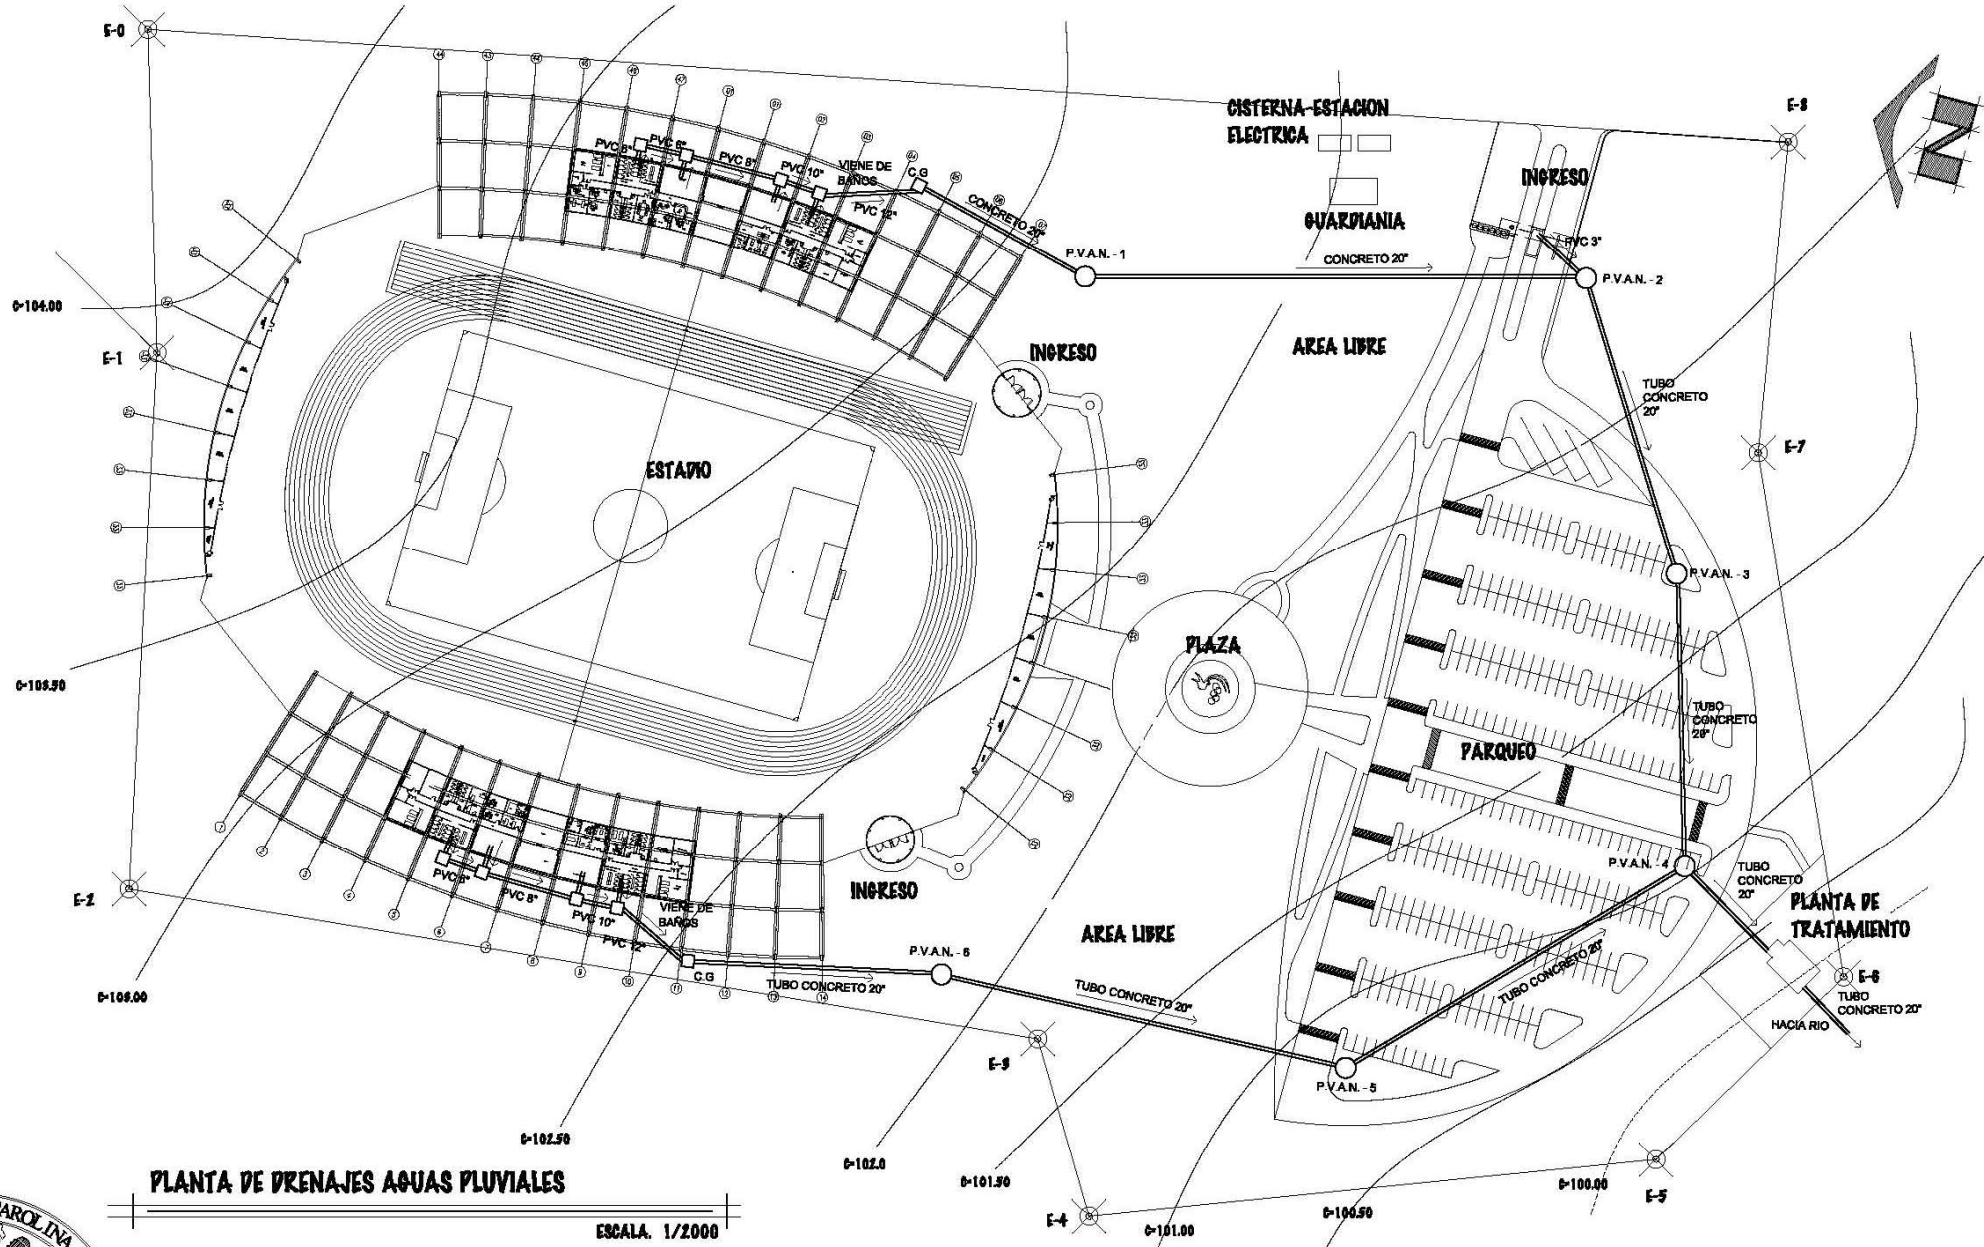 E-0
E-8
CISTERNA-ESTACION
ELECTRICA
INGRESO
GUARDIANIA
PVC 3"
PVC 6"
PVC 6"
PVC 8"
PVC 10"
VIENE DE
BAÑOS
C.G
PVC 12"
CONCRETO 20"
P.V.A.N. - 1
CONCRETO 20"
P.V.A.N. - 2
C=104.00
E-1
INGRESO
AREA LIBRE
TUBO
CONCRETO
20"
E-7
ESTADIO
P.V.A.N. - 3
PLAZA
C=103.50
TUBO
CONCRETO
20"
PARQUEO
P.V.A.N. - 4
TUBO
CONCRETO
20"
PLANTA DE
TRATAMIENTO
E-2
PVC 6"
PVC 8"
PVC 10"
PVC 12"
VIENE DE
BAÑOS
C.G
INGRESO
AREA LIBRE
P.V.A.N. - 6
TUBO CONCRETO 20"
TUBO CONCRETO 20"
TUBO CONCRETO 20"
E-6
TUBO
CONCRETO 20"
HACIA RIO
C=103.00
E-3
P.V.A.N. - 5
C=102.50
C=102.0
C=101.50
C=101.00
C=100.50
C=100.00
E-5
E-4
PLANTA DE DRENAJES AGUAS PLUVIALES
ESCALA. 1/2000
CAROLINA
N